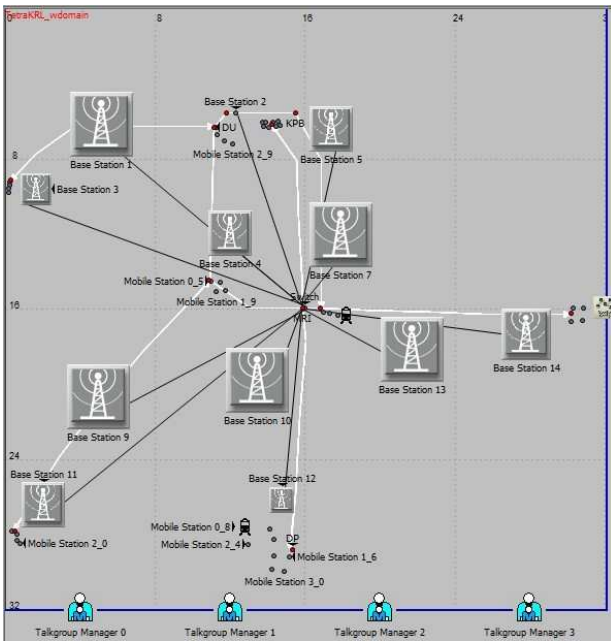 TetraKRL_wdomain
0 8 16 24 3
Base Station 2
DU
KPB
Mobile Station 2_9
Base Station 5
Base Station 1
8
Base Station 3
Base Station 4
Base Station 7
Mobile Station 0_5
Switch
Mobile Station 1_9
16
MRI
Base Station 14
Base Station 13
Base Station 10
Base Station 9
24
Base Station 11
Base Station 12
Mobile Station 0_8
DP
Mobile Station 2_0
Mobile Station 2_4
Mobile Station 1_6
Mobile Station 3_0
32
Talkgroup Manager 0 Talkgroup Manager 1 Talkgroup Manager 2 Talkgroup Manager 3